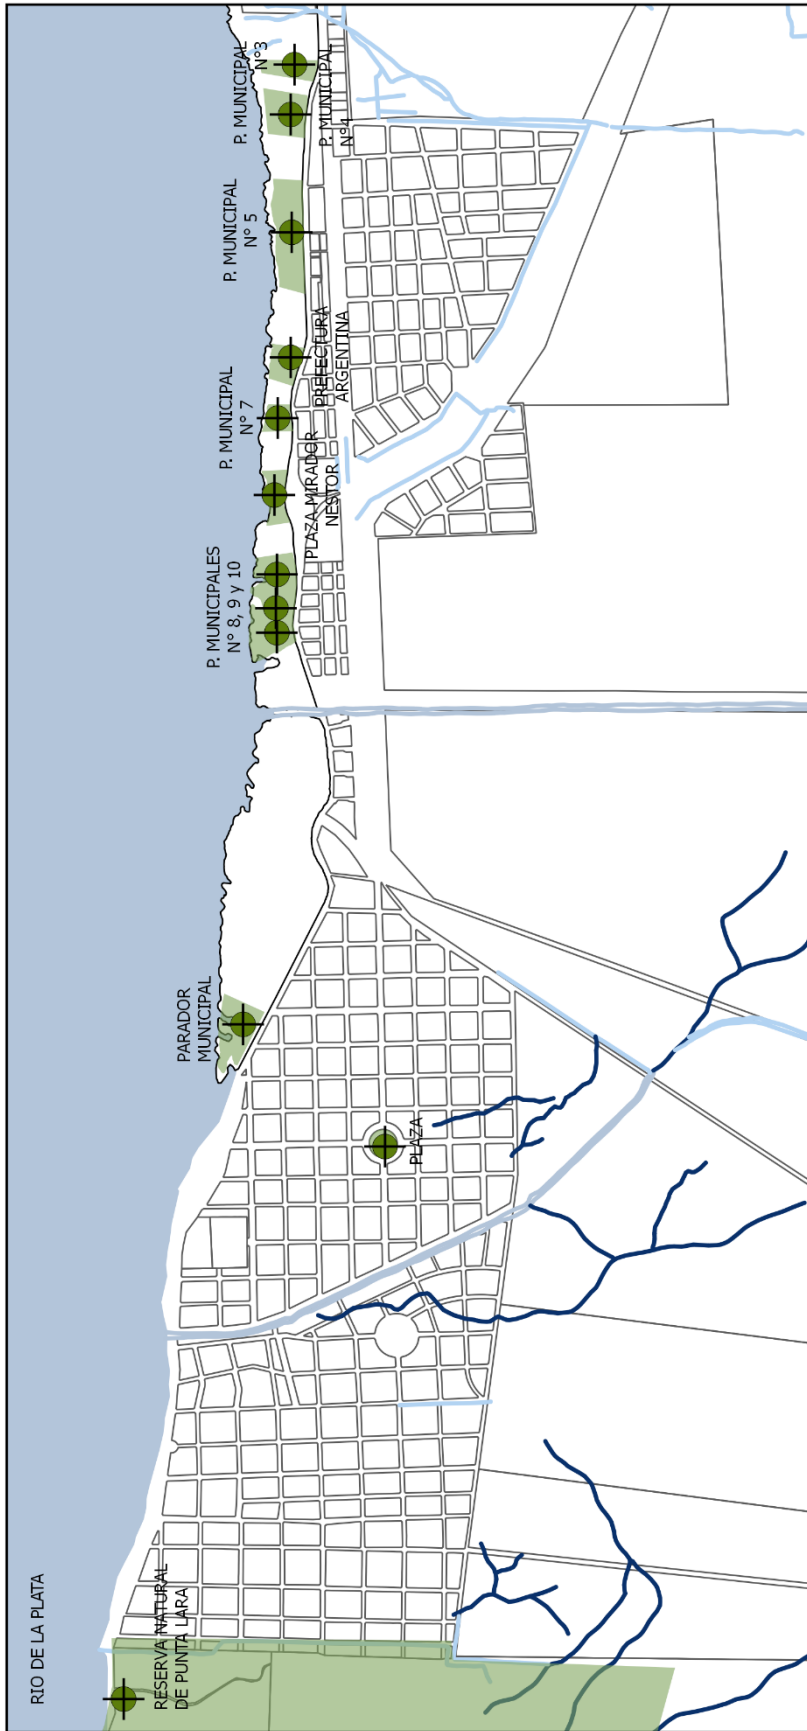 P. MUNICIPAL
N°3
P. MUNICIPAL
N°4
P. MUNICIPAL
N° 5
PREFECTURA
ARGENTINA
P. MUNICIPAL
N° 7
PLAZA MIRADOR
NESTOR
P. MUNICIPALES
N° 8, 9 y 10
PARADOR
MUNICIPAL
PLAZA
RIO DE LA PLATA
RESERVA NATURAL
DE PUNTA LARA